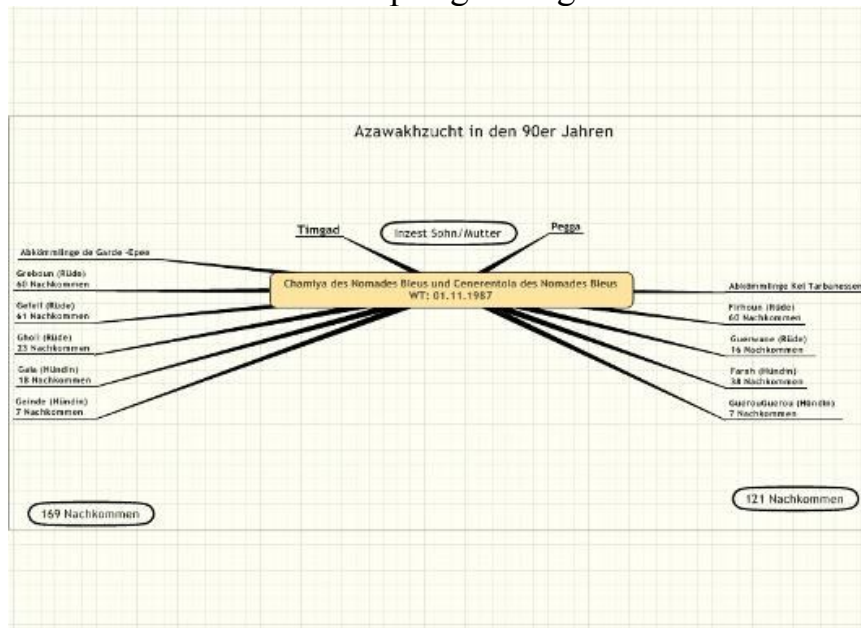 Azawakhzucht in den 90er Jahren
Timgad
Inzest Sohn/Mutter
Pegga
Abkömmlinge de Garde -Epee
Chamiya des Nomades Bleus und Cenerentola des Nomades Bleus
WT: 01.11.1987
Greboun (Rüde)
60 Nachkommen
Gefell (Rüde)
61 Nachkommen
Gholi (Rüde)
23 Nachkommen
Gala (Hündin)
18 Nachkommen
Geinde (Hündin)
7 Nachkommen
Abkömmlinge Kel Tarbanessen
Firhoun (Rüde)
60 Nachkommen
Guerwane (Rüde)
16 Nachkommen
Farah (Hündin)
38 Nachkommen
GuerouGuerou (Hündin)
7 Nachkommen
169 Nachkommen
121 Nachkommen